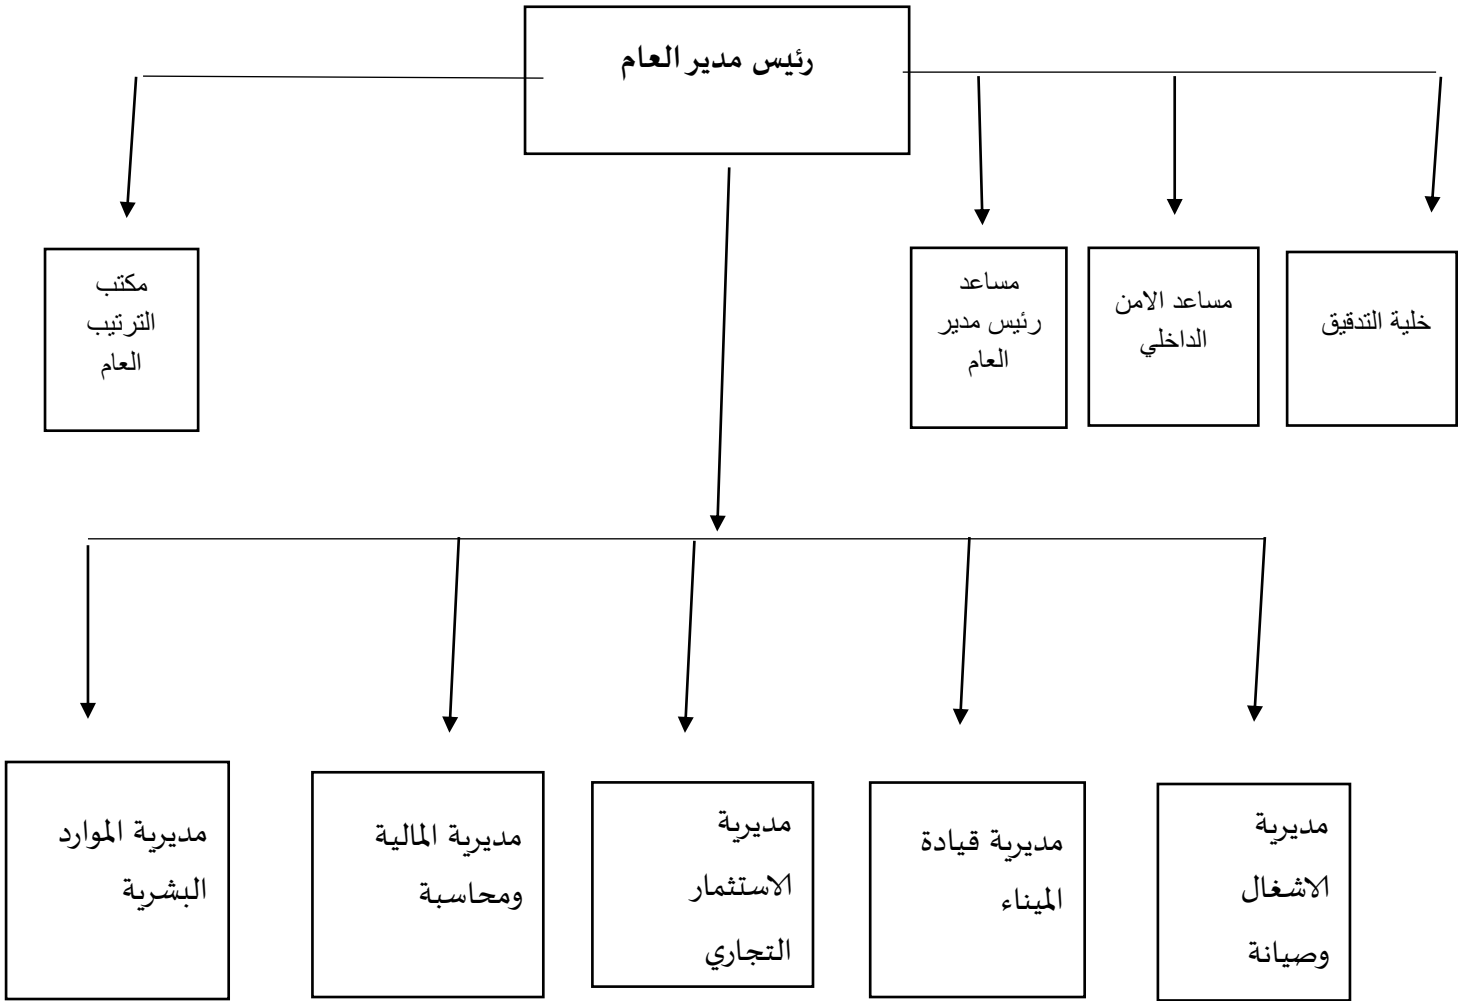 رئيس مدير العام
خلية التدقيق
مساعد الامن
الداخلي
مساعد
رئيس مدير
العام
مكتب
الترتيب
العام
مديرية
الاشغال
وصيانة
مديرية قيادة
الميناء
مديرية
الاستثمار
التجاري
مديرية المالية
ومحاسبة
مديرية الموارد
البشرية